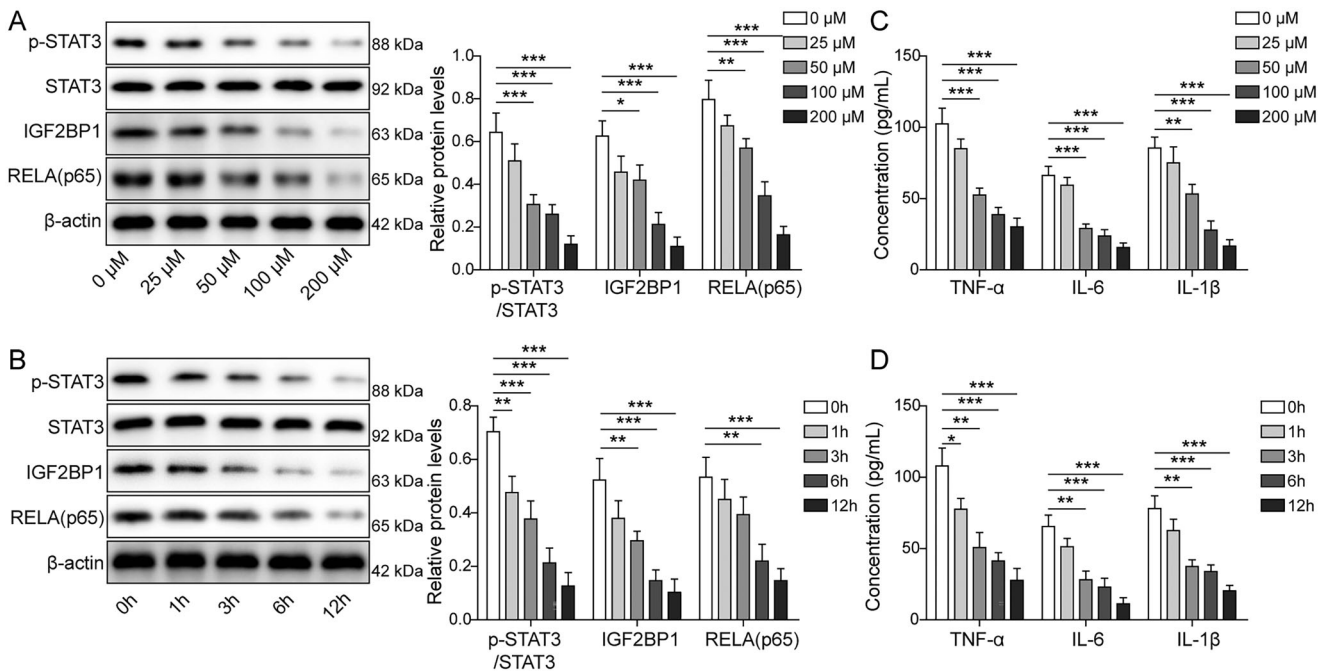 A
p-STAT3
88 kDa
STAT3
92 kDa
IGF2BP1
63 kDa
RELA(p65)
65 kDa
β-actin
42 kDa
0 μM
25 μM
50 μM
100 μM
200 μM
Relative protein levels
1.0
0.8
0.6
0.4
0.2
0.0
***
***
***
***
***
*
***
***
**
p-STAT3
/STAT3
IGF2BP1
RELA(p65)
0 μM
25 μM
50 μM
100 μM
200 μM
C
Concentration (pg/mL)
150
100
50
0
***
***
***
***
***
***
***
***
**
TNF-α
IL-6
IL-1β
0 μM
25 μM
50 μM
100 μM
200 μM
B
p-STAT3
88 kDa
STAT3
92 kDa
IGF2BP1
63 kDa
RELA(p65)
65 kDa
β-actin
42 kDa
0h
1h
3h
6h
12h
Relative protein levels
0.8
0.6
0.4
0.2
0.0
***
***
***
**
***
***
**
***
**
p-STAT3
/STAT3
IGF2BP1
RELA(p65)
0h
1h
3h
6h
12h
D
Concentration (pg/mL)
150
100
50
0
***
***
**
*
***
***
**
***
***
**
TNF-α
IL-6
IL-1β
0h
1h
3h
6h
12h